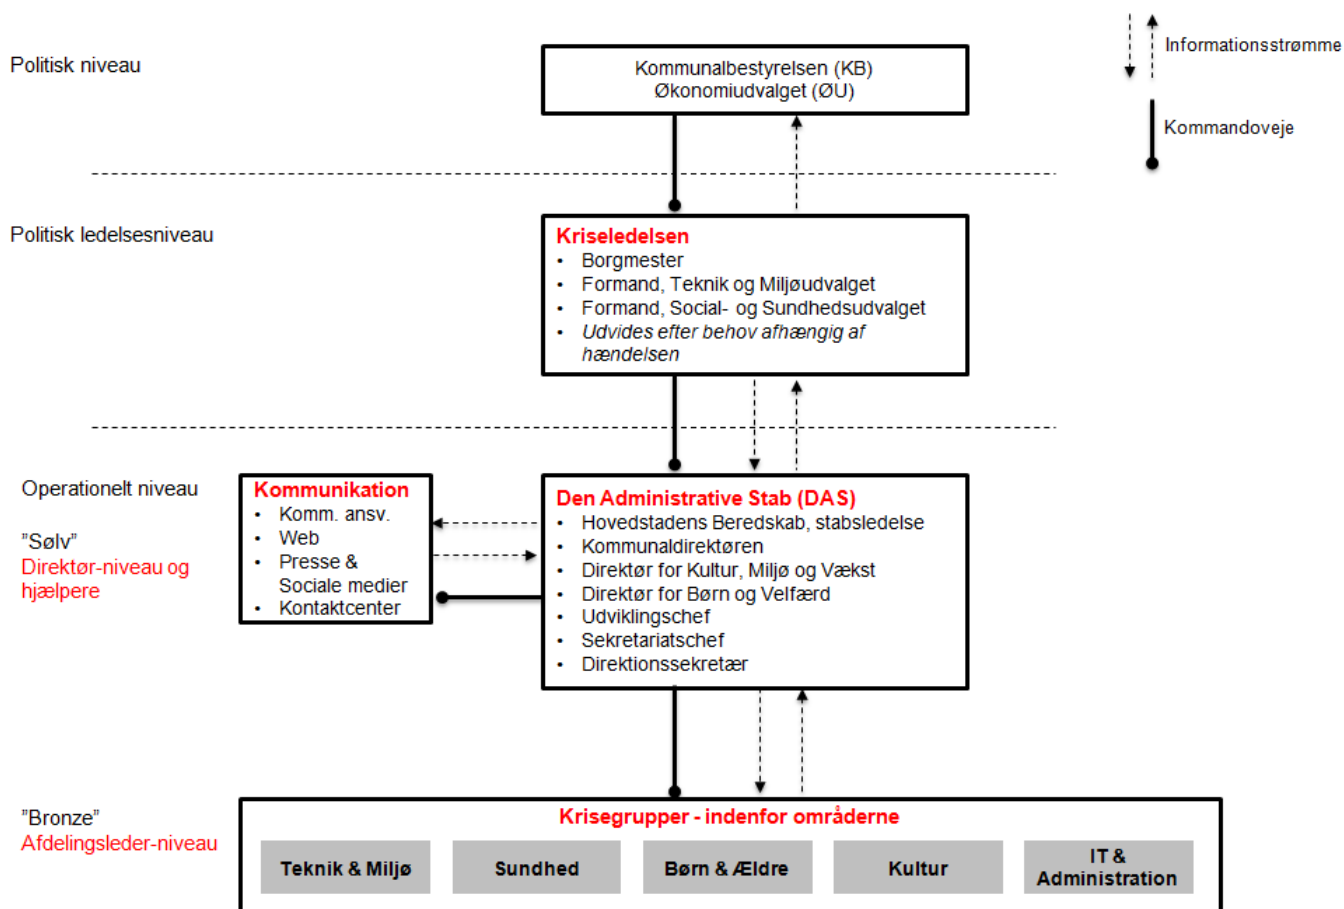 Politisk niveau
Kommunalbestyrelsen (KB)
Økonomiudvalget (ØU)
Informationsstrømme
Kommandoveje
Politisk ledelsesniveau
Kriseledelsen
• Borgmester
• Formand, Teknik og Miljøudvalget
• Formand, Social- og Sundhedsudvalget
• Udvides efter behov afhængig af
hændelsen
Operationelt niveau
"Sølv"
Direktør-niveau og
hjælpere
Kommunikation
• Komm. ansv.
• Web
• Presse &
Sociale medier
• Kontaktcenter
Den Administrative Stab (DAS)
• Hovedstadens Beredskab, stabsledelse
• Kommunaldirektøren
• Direktør for Kultur, Miljø og Vækst
• Direktør for Børn og Velfærd
• Udviklingschef
• Sekretariatschef
• Direktionssekretær
"Bronze"
Afdelingsleder-niveau
Krisegrupper - indenfor områderne
Teknik & Miljø
Sundhed
Børn & Ældre
Kultur
IT &
Administration